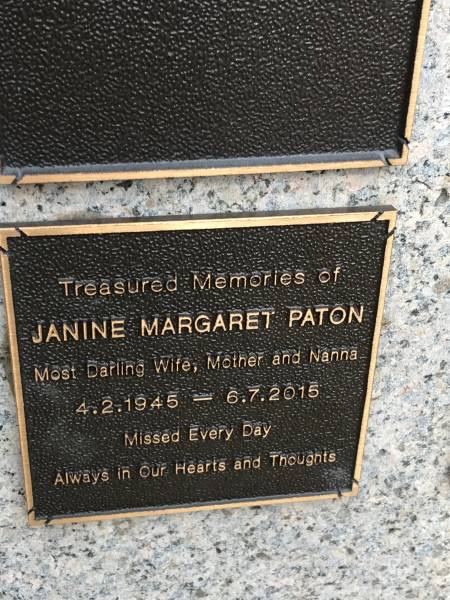 Treasured Memories of
JANINE MARGARET PATON
Most Darling Wife, Mother and Nanna
4.2.1945 — 6.7.2015
Missed Every Day
Always in Our Hearts and Thoughts